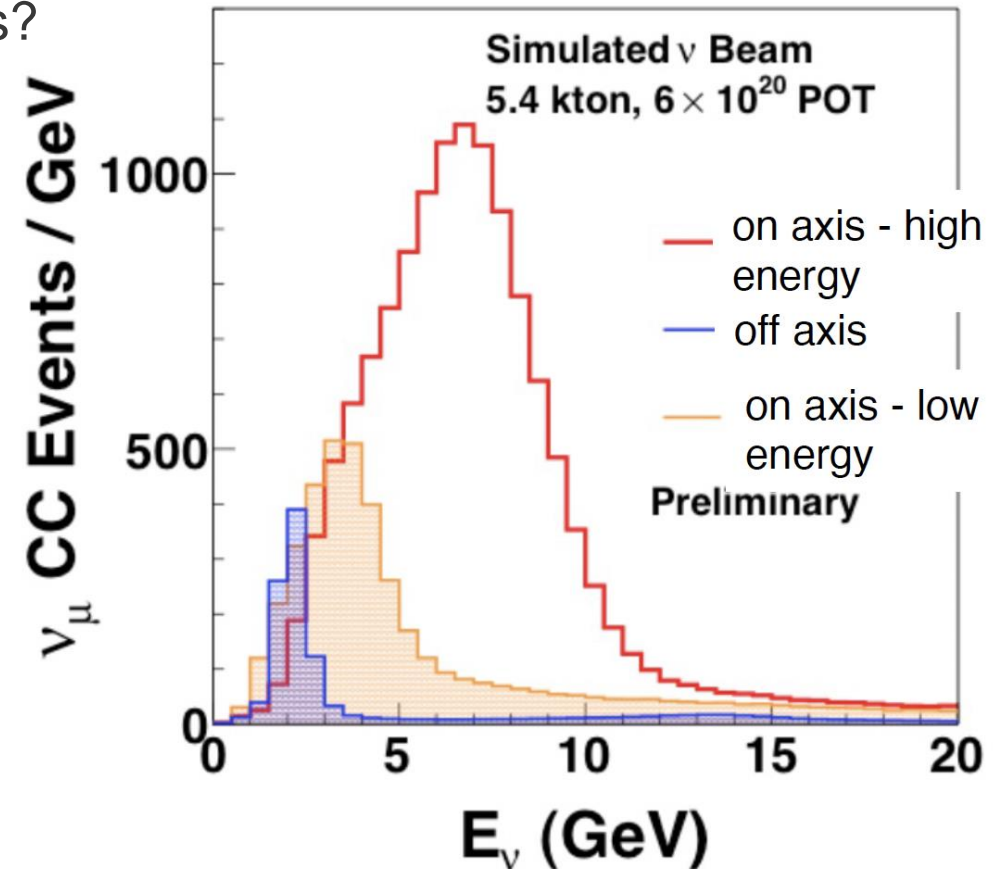 s?
Simulated ν Beam
5.4 kton, 6 × 10²⁰ POT
1000
on axis - high
energy
off axis
on axis - low
energy
500
Preliminary
ν_μ CC Events / GeV
0
0 5 10 15 20
E_ν (GeV)